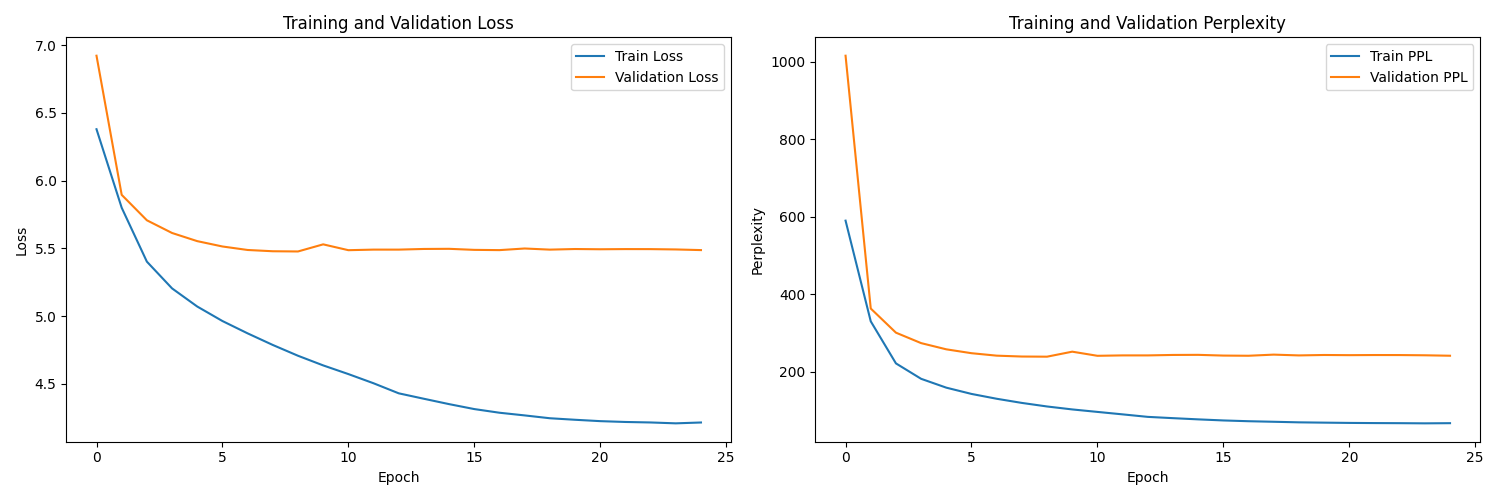 Training and Validation Loss
7.0
6.5
6.0
5.5
5.0
4.5
Loss
0
5
10
15
20
25
Epoch
Train Loss
Validation Loss
Training and Validation Perplexity
1000
800
600
400
200
Perplexity
0
5
10
15
20
25
Epoch
Train PPL
Validation PPL